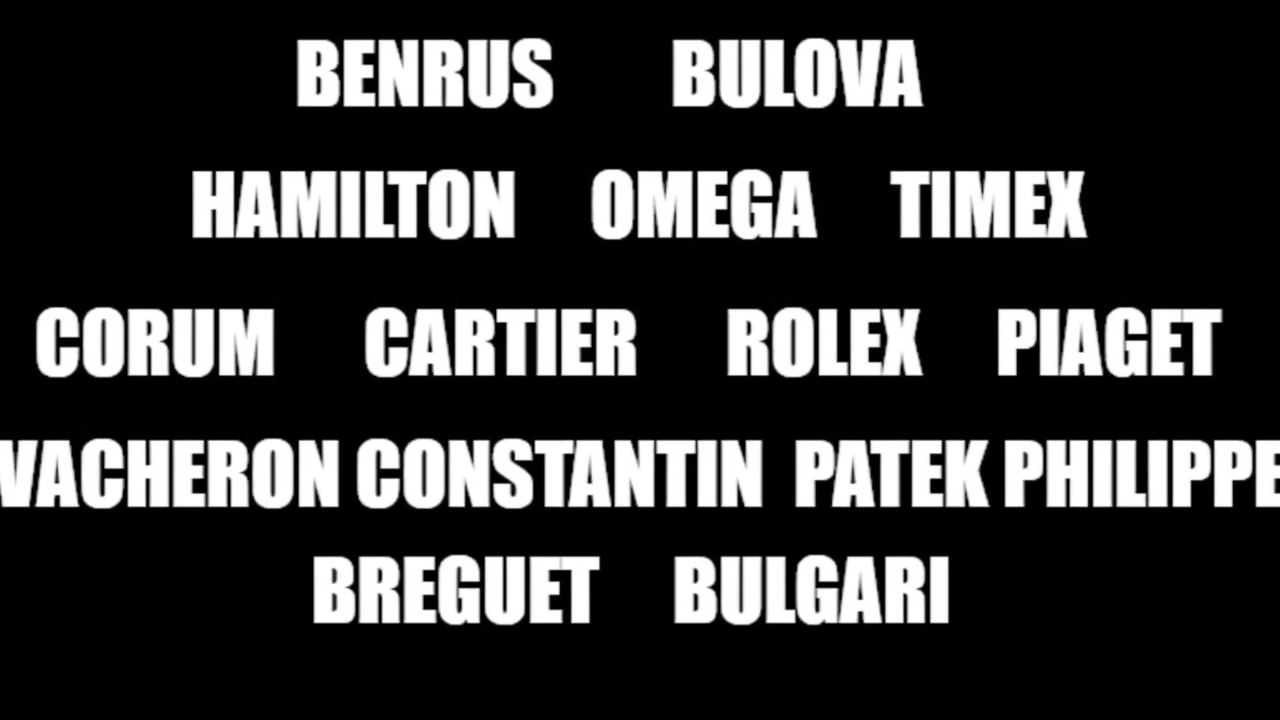 BENRUS BULOVA
HAMILTON OMEGA TIMEX
CORUM CARTIER ROLEX PIAGET
VACHERON CONSTANTIN PATEK PHILIPPE
BREGUET BULGARI